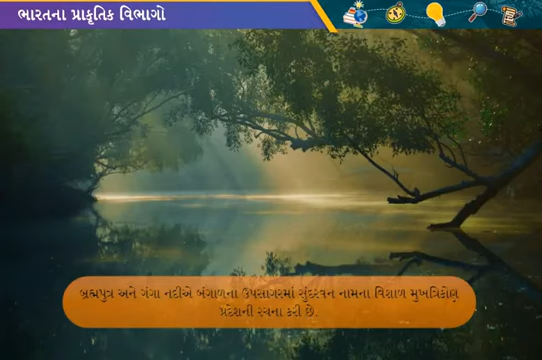 ભારતના પ્રાકૃતિક વિભાગો
બ્રહ્મપુત્ર અને ગંગા નદીએ બંગાળના ઉપસાગરમાં સુંદરવન નામના વિશાળ મુખત્રિકોણ
પ્રદેશની રચના કરી છે.